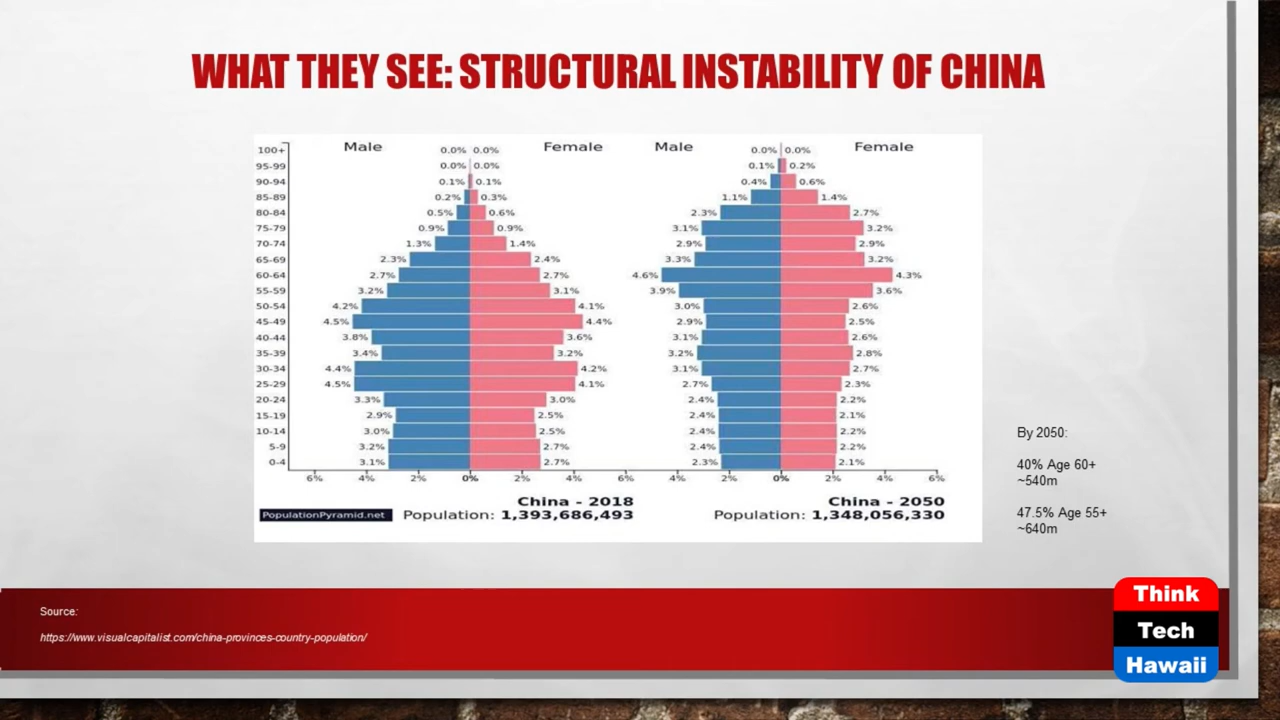 WHAT THEY SEE: STRUCTURAL INSTABILITY OF CHINA
Male Female Male Female
100+ 0.0% 0.0% 0.0% 0.0%
95-99 0.0% 0.0% 0.1% 0.2%
90-94 0.1% 0.1% 0.4% 0.6%
85-89 0.2% 0.3% 1.1% 1.4%
80-84 0.5% 0.6% 2.3% 2.7%
75-79 0.9% 0.9% 3.1% 3.2%
70-74 1.3% 1.4% 2.9% 2.9%
65-69 2.3% 2.4% 3.3% 3.2%
60-64 2.7% 2.7% 4.6% 4.3%
55-59 3.2% 3.1% 3.9% 3.6%
50-54 4.2% 4.1% 3.0% 2.6%
45-49 4.5% 4.4% 2.9% 2.5%
40-44 3.8% 3.6% 3.1% 2.6%
35-39 3.4% 3.2% 3.2% 2.8%
30-34 4.4% 4.2% 3.1% 2.7%
25-29 4.5% 4.1% 2.7% 2.3%
20-24 3.3% 3.0% 2.4% 2.2%
15-19 2.9% 2.5% 2.4% 2.1%
10-14 3.0% 2.5% 2.4% 2.2%
5-9 3.2% 2.7% 2.4% 2.2%
0-4 3.1% 2.7% 2.3% 2.1%
6% 4% 2% 0% 2% 4% 6% 4% 2% 0% 2% 4% 6%
China - 2018 China - 2050
PopulationPyramid.net Population: 1,393,686,493 Population: 1,348,056,330
By 2050:
40% Age 60+
~540m
47.5% Age 55+
~640m
Source:
https://www.visualcapitalist.com/china-provinces-country-population/
Think
Tech
Hawaii